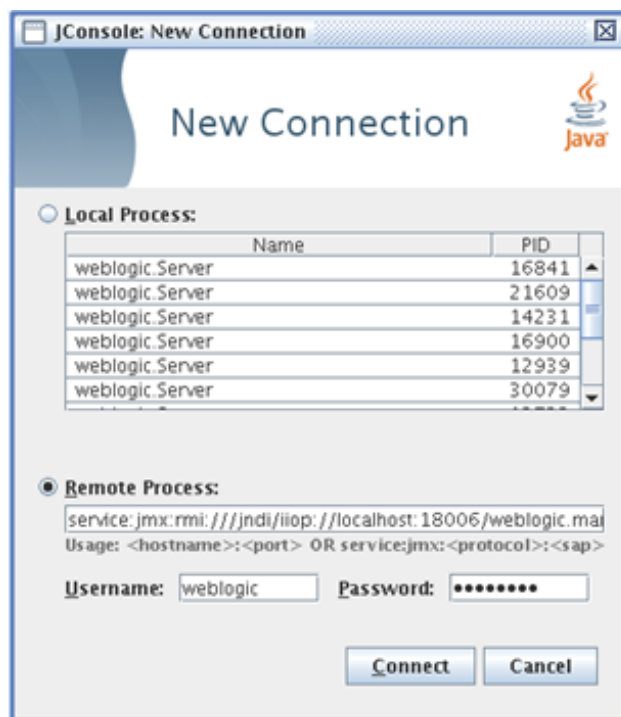 JConsole: New Connection
New Connection
Java
Local Process:
Name PID
weblogic.Server 16841
weblogic.Server 21609
weblogic.Server 14231
weblogic.Server 16900
weblogic.Server 12939
weblogic.Server 30079
Remote Process:
service:jmx:rmi:///jndi/iiop://localhost:18006/weblogic.mai
Usage: <hostname>:<port> OR service:jmx:<protocol>:<sap>
Username: weblogic Password: ••••••••
Connect Cancel